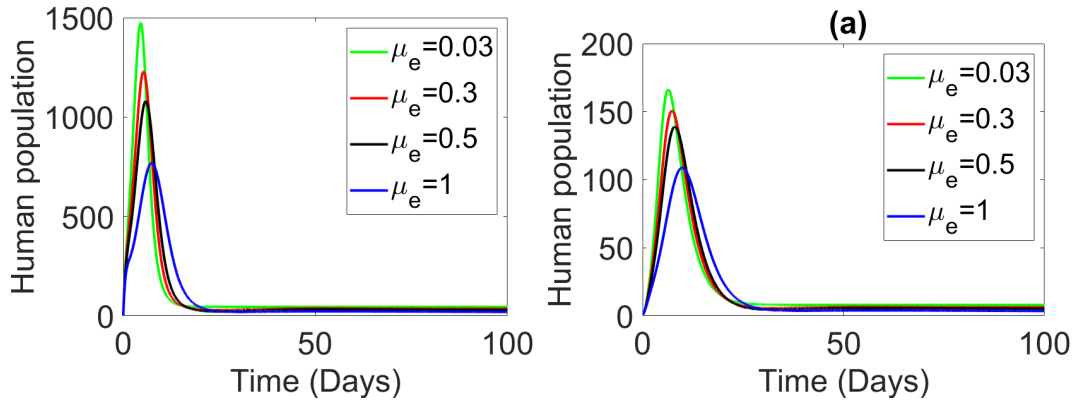 1500
1000
500
0
Human population
0
50
100
Time (Days)
μe=0.03
μe=0.3
μe=0.5
μe=1
(a)
200
150
100
50
0
Human population
0
50
100
Time (Days)
μe=0.03
μe=0.3
μe=0.5
μe=1